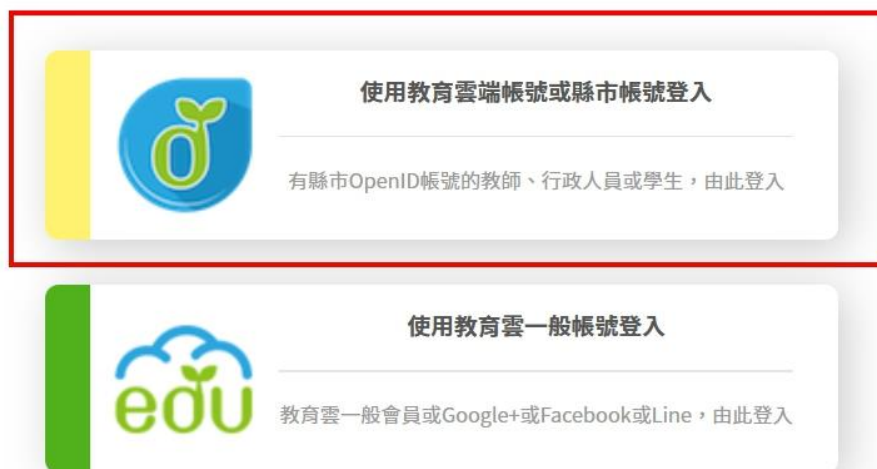 使用教育雲端帳號或縣市帳號登入
有縣市OpenID帳號的教師、行政人員或學生，由此登入
使用教育雲一般帳號登入
edu
教育雲一般會員或Google+或Facebook或Line，由此登入